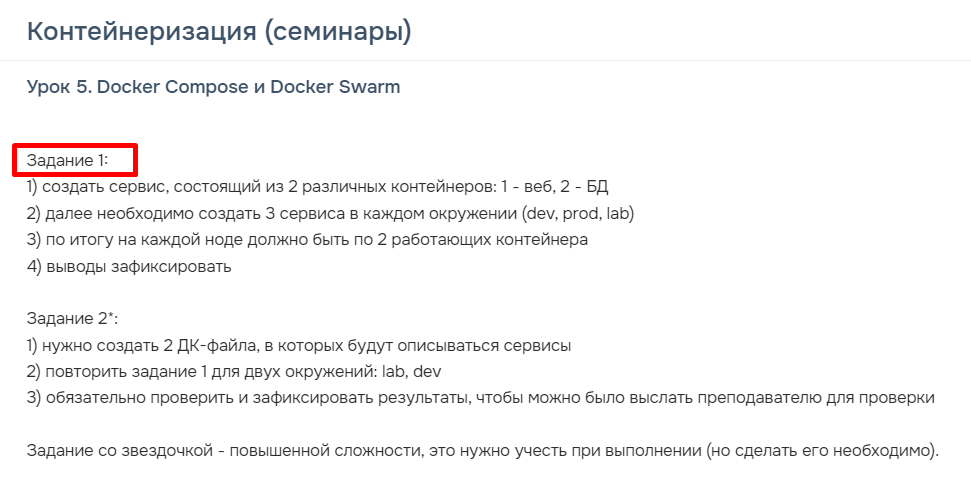 Контейнеризация (семинары)
Урок 5. Docker Compose и Docker Swarm
Задание 1:
1) создать сервис, состоящий из 2 различных контейнеров: 1 - веб, 2 - БД
2) далее необходимо создать 3 сервиса в каждом окружении (dev, prod, lab)
3) по итогу на каждой ноде должно быть по 2 работающих контейнера
4) выводы зафиксировать
Задание 2*:
1) нужно создать 2 ДК-файла, в которых будут описываться сервисы
2) повторить задание 1 для двух окружений: lab, dev
3) обязательно проверить и зафиксировать результаты, чтобы можно было выслать преподавателю для проверки
Задание со звездочкой - повышенной сложности, это нужно учесть при выполнении (но сделать его необходимо).